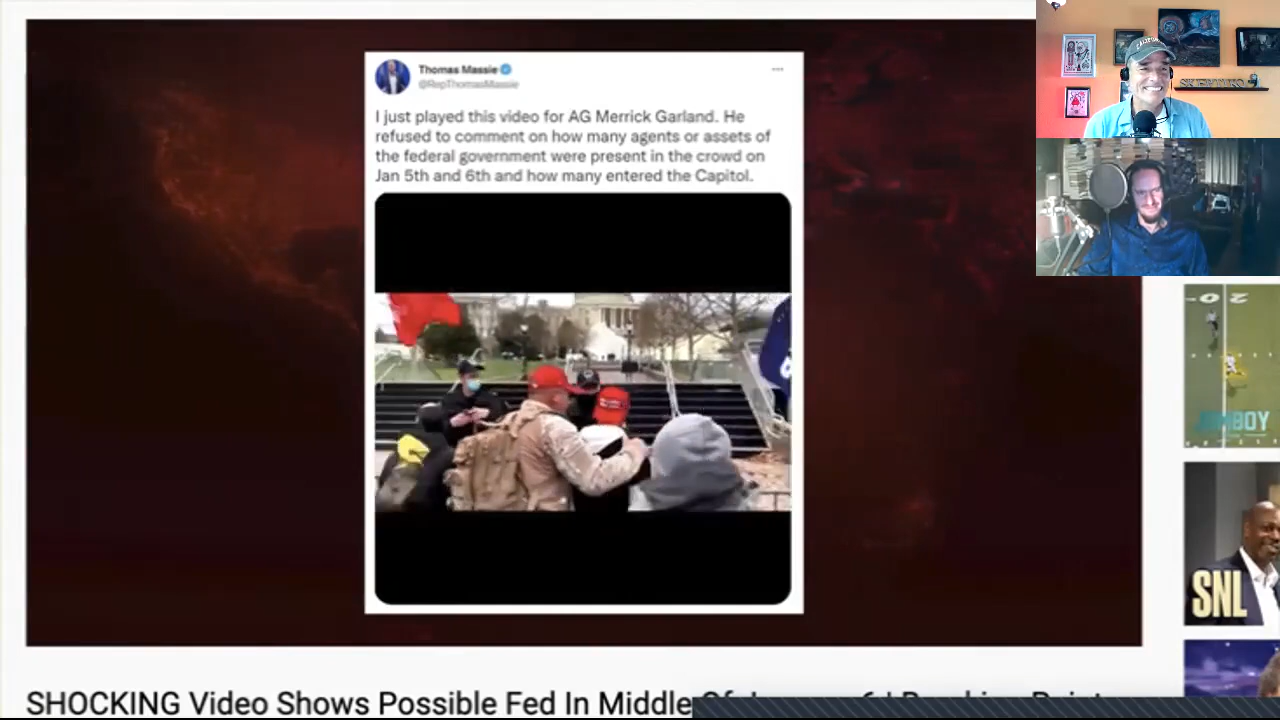 Thomas Massie
@RepThomasMassie
I just played this video for AG Merrick Garland. He
refused to comment on how many agents or assets of
the federal government were present in the crowd on
Jan 5th and 6th and how many entered the Capitol.
SNL
SHOCKING Video Shows Possible Fed In Middle